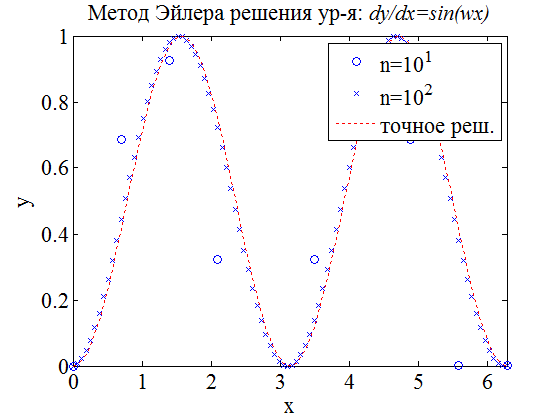 Метод Эйлера решения ур-я: dy/dx=sin(wx)
1
0.8
0.6
0.4
0.2
0
y
n=10^1
n=10^2
точное реш.
0 1 2 3 4 5 6
x